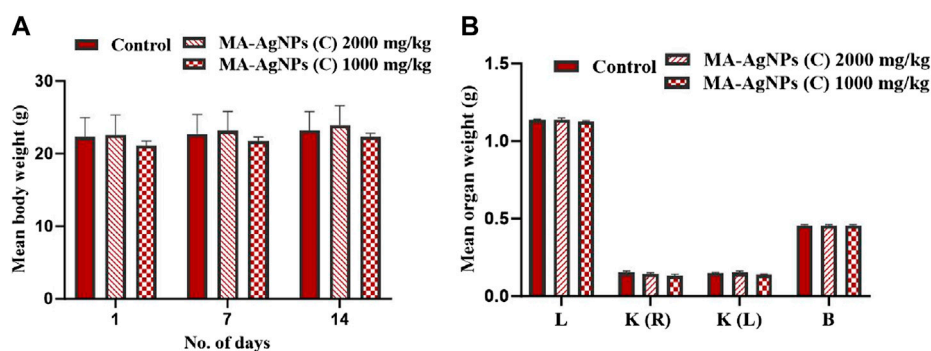 A
Control
MA-AgNPs (C) 2000 mg/kg
MA-AgNPs (C) 1000 mg/kg
Mean body weight (g)
30
20
10
0
1 7 14
No. of days
B
Control
MA-AgNPs (C) 2000 mg/kg
MA-AgNPs (C) 1000 mg/kg
Mean organ weight (g)
1.5
1.0
0.5
0.0
L K (R) K (L) B